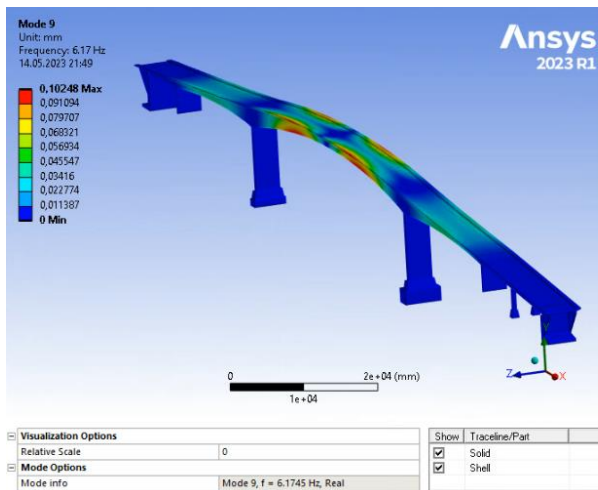 Mode 9
Unit: mm
Frequency: 6.17 Hz
14.05.2023 21:49
Ansys
2023 R1
0,10248 Max
0,091094
0,079707
0,068321
0,056934
0,045547
0,03416
0,022774
0,011387
0 Min
0 2e+04 (mm)
1e+04
Y
Z X
Visualization Options
Relative Scale 0
Mode Options
Mode info Mode 9, f = 6.1745 Hz, Real
Show Traceline/Part
Solid
Shell